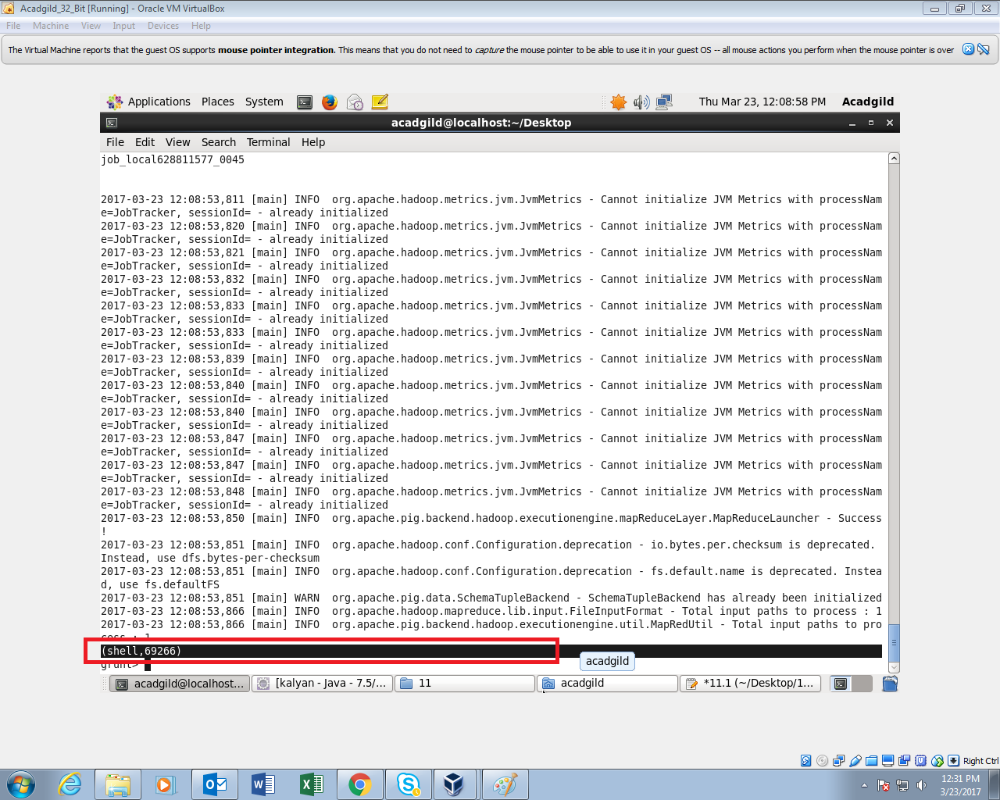 Acadgild_32_Bit [Running] - Oracle VM VirtualBox
File Machine View Input Devices Help
The Virtual Machine reports that the guest OS supports mouse pointer integration. This means that you do not need to capture the mouse pointer to be able to use it in your guest OS -- all mouse actions you perform when the mouse pointer is over
Applications Places System Thu Mar 23, 12:08:58 PM Acadgild
acadgild@localhost:~/Desktop
File Edit View Search Terminal Help
job_local628811577_0045
2017-03-23 12:08:53,811 [main] INFO  org.apache.hadoop.metrics.jvm.JvmMetrics - Cannot initialize JVM Metrics with processNam
e=JobTracker, sessionId= - already initialized
2017-03-23 12:08:53,820 [main] INFO  org.apache.hadoop.metrics.jvm.JvmMetrics - Cannot initialize JVM Metrics with processNam
e=JobTracker, sessionId= - already initialized
2017-03-23 12:08:53,821 [main] INFO  org.apache.hadoop.metrics.jvm.JvmMetrics - Cannot initialize JVM Metrics with processNam
e=JobTracker, sessionId= - already initialized
2017-03-23 12:08:53,832 [main] INFO  org.apache.hadoop.metrics.jvm.JvmMetrics - Cannot initialize JVM Metrics with processNam
e=JobTracker, sessionId= - already initialized
2017-03-23 12:08:53,833 [main] INFO  org.apache.hadoop.metrics.jvm.JvmMetrics - Cannot initialize JVM Metrics with processNam
e=JobTracker, sessionId= - already initialized
2017-03-23 12:08:53,833 [main] INFO  org.apache.hadoop.metrics.jvm.JvmMetrics - Cannot initialize JVM Metrics with processNam
e=JobTracker, sessionId= - already initialized
2017-03-23 12:08:53,839 [main] INFO  org.apache.hadoop.metrics.jvm.JvmMetrics - Cannot initialize JVM Metrics with processNam
e=JobTracker, sessionId= - already initialized
2017-03-23 12:08:53,840 [main] INFO  org.apache.hadoop.metrics.jvm.JvmMetrics - Cannot initialize JVM Metrics with processNam
e=JobTracker, sessionId= - already initialized
2017-03-23 12:08:53,840 [main] INFO  org.apache.hadoop.metrics.jvm.JvmMetrics - Cannot initialize JVM Metrics with processNam
e=JobTracker, sessionId= - already initialized
2017-03-23 12:08:53,847 [main] INFO  org.apache.hadoop.metrics.jvm.JvmMetrics - Cannot initialize JVM Metrics with processNam
e=JobTracker, sessionId= - already initialized
2017-03-23 12:08:53,847 [main] INFO  org.apache.hadoop.metrics.jvm.JvmMetrics - Cannot initialize JVM Metrics with processNam
e=JobTracker, sessionId= - already initialized
2017-03-23 12:08:53,848 [main] INFO  org.apache.hadoop.metrics.jvm.JvmMetrics - Cannot initialize JVM Metrics with processNam
e=JobTracker, sessionId= - already initialized
2017-03-23 12:08:53,850 [main] INFO  org.apache.pig.backend.hadoop.executionengine.mapReduceLayer.MapReduceLauncher - Success
!
2017-03-23 12:08:53,851 [main] INFO  org.apache.hadoop.conf.Configuration.deprecation - io.bytes.per.checksum is deprecated.
Instead, use dfs.bytes-per-checksum
2017-03-23 12:08:53,851 [main] INFO  org.apache.hadoop.conf.Configuration.deprecation - fs.default.name is deprecated. Instea
d, use fs.defaultFS
2017-03-23 12:08:53,851 [main] WARN  org.apache.pig.data.SchemaTupleBackend - SchemaTupleBackend has already been initialized
2017-03-23 12:08:53,866 [main] INFO  org.apache.hadoop.mapreduce.lib.input.FileInputFormat - Total input paths to process : 1
2017-03-23 12:08:53,866 [main] INFO  org.apache.pig.backend.hadoop.executionengine.util.MapRedUtil - Total input paths to pro
cess : 1
(shell,69266)
grunt>
acadgild
acadgild@localhost:... [kalyan - Java - 7.5/... 11 acadgild *11.1 (~/Desktop/1...
Right Ctrl
12:31 PM
3/23/2017